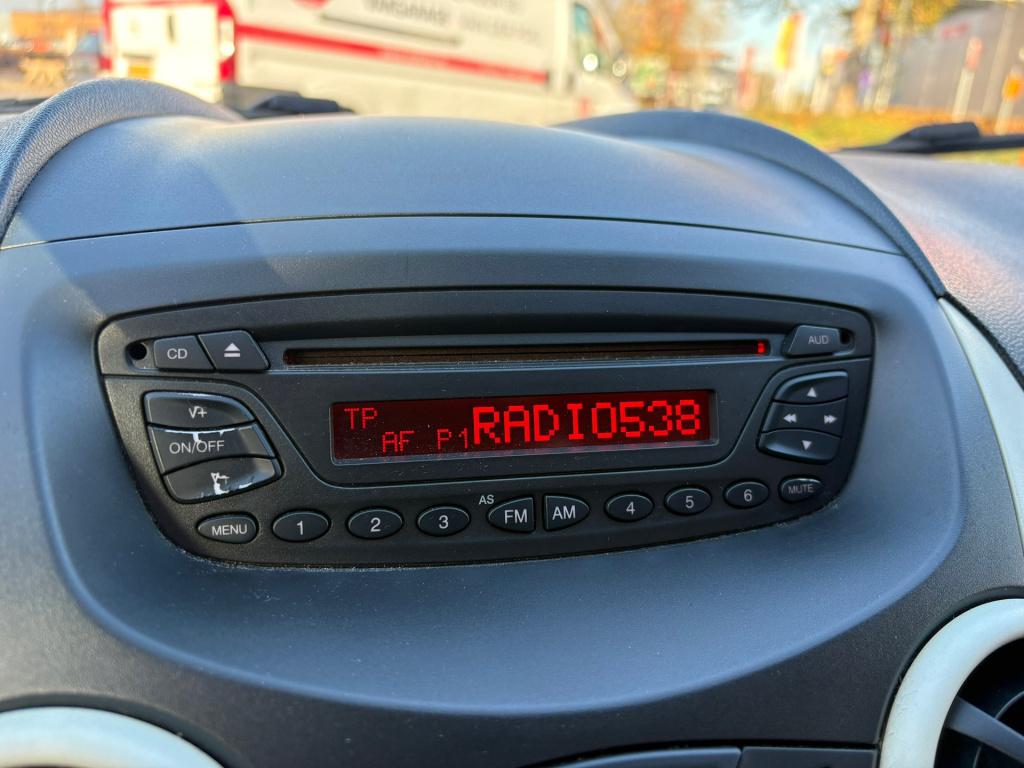 CD
AUD
V+
ON/OFF
TP
AF P1 RADIO538
MENU
1
2
3
AS
FM
AM
4
5
6
MUTE